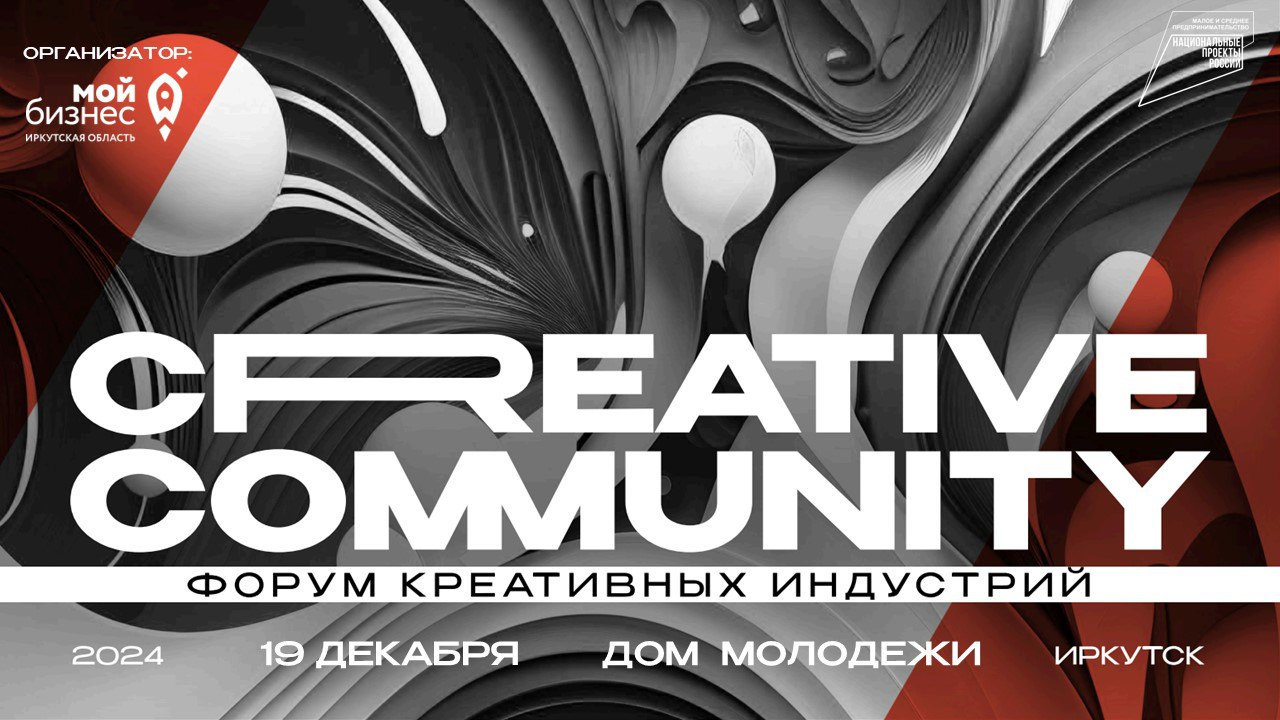 ОРГАНИЗАТОР:
МОЙ
бизнес
ИРКУТСКАЯ ОБЛАСТЬ
МАЛОЕ И СРЕДНЕЕ
ПРЕДПРИНИМАТЕЛЬСТВО
НАЦИОНАЛЬНЫЕ
ПРОЕКТЫ
РОССИИ
CREATIVE
COMMUNITY
ФОРУМ КРЕАТИВНЫХ ИНДУСТРИЙ
2024 19 ДЕКАБРЯ ДОМ МОЛОДЕЖИ ИРКУТСК